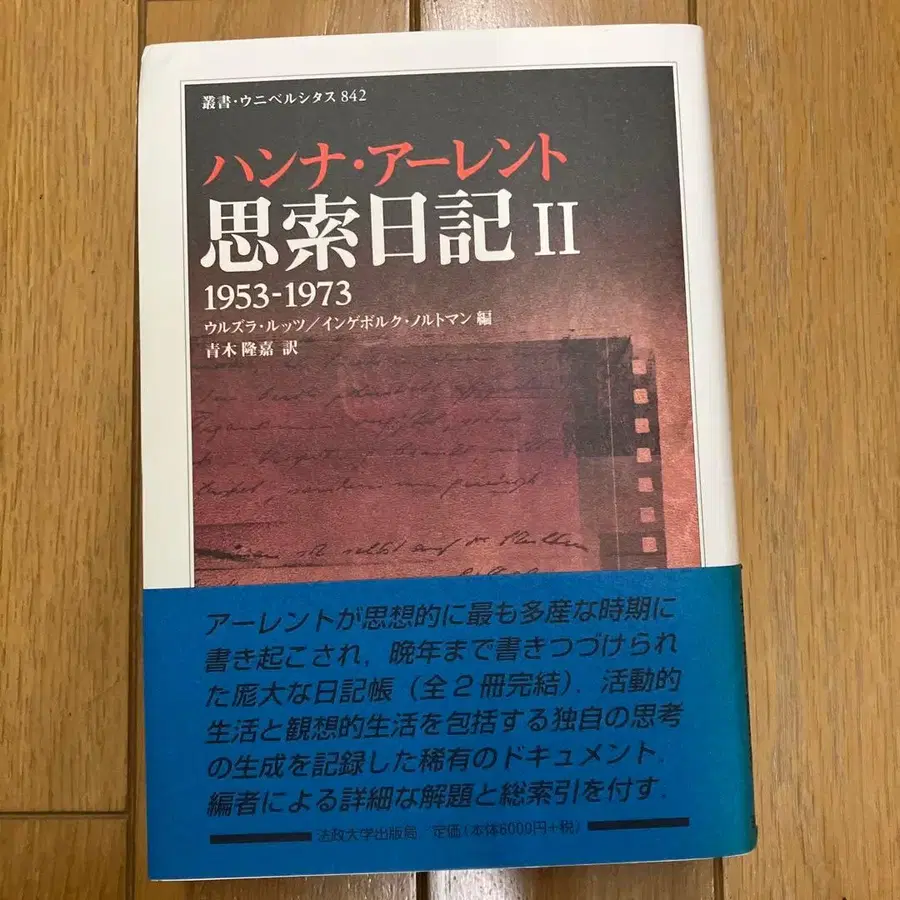 叢書・ウニベルシタス 842
ハンナ・アーレント
思索日記 II
1953-1973
ウルズラ・ルッツ／インゲボルク・ノルトマン 編
青木 隆嘉 訳
アーレントが思想的に最も多産な時期に
書き起こされ，晩年まで書きつづけられ
た厖大な日記帳（全２冊完結）．活動的
生活と観想的生活を包括する独自の思考
の生成を記録した稀有のドキュメント．
編者による詳細な解題と総索引を付す．
法政大学出版局／定価（本体6000円＋税）